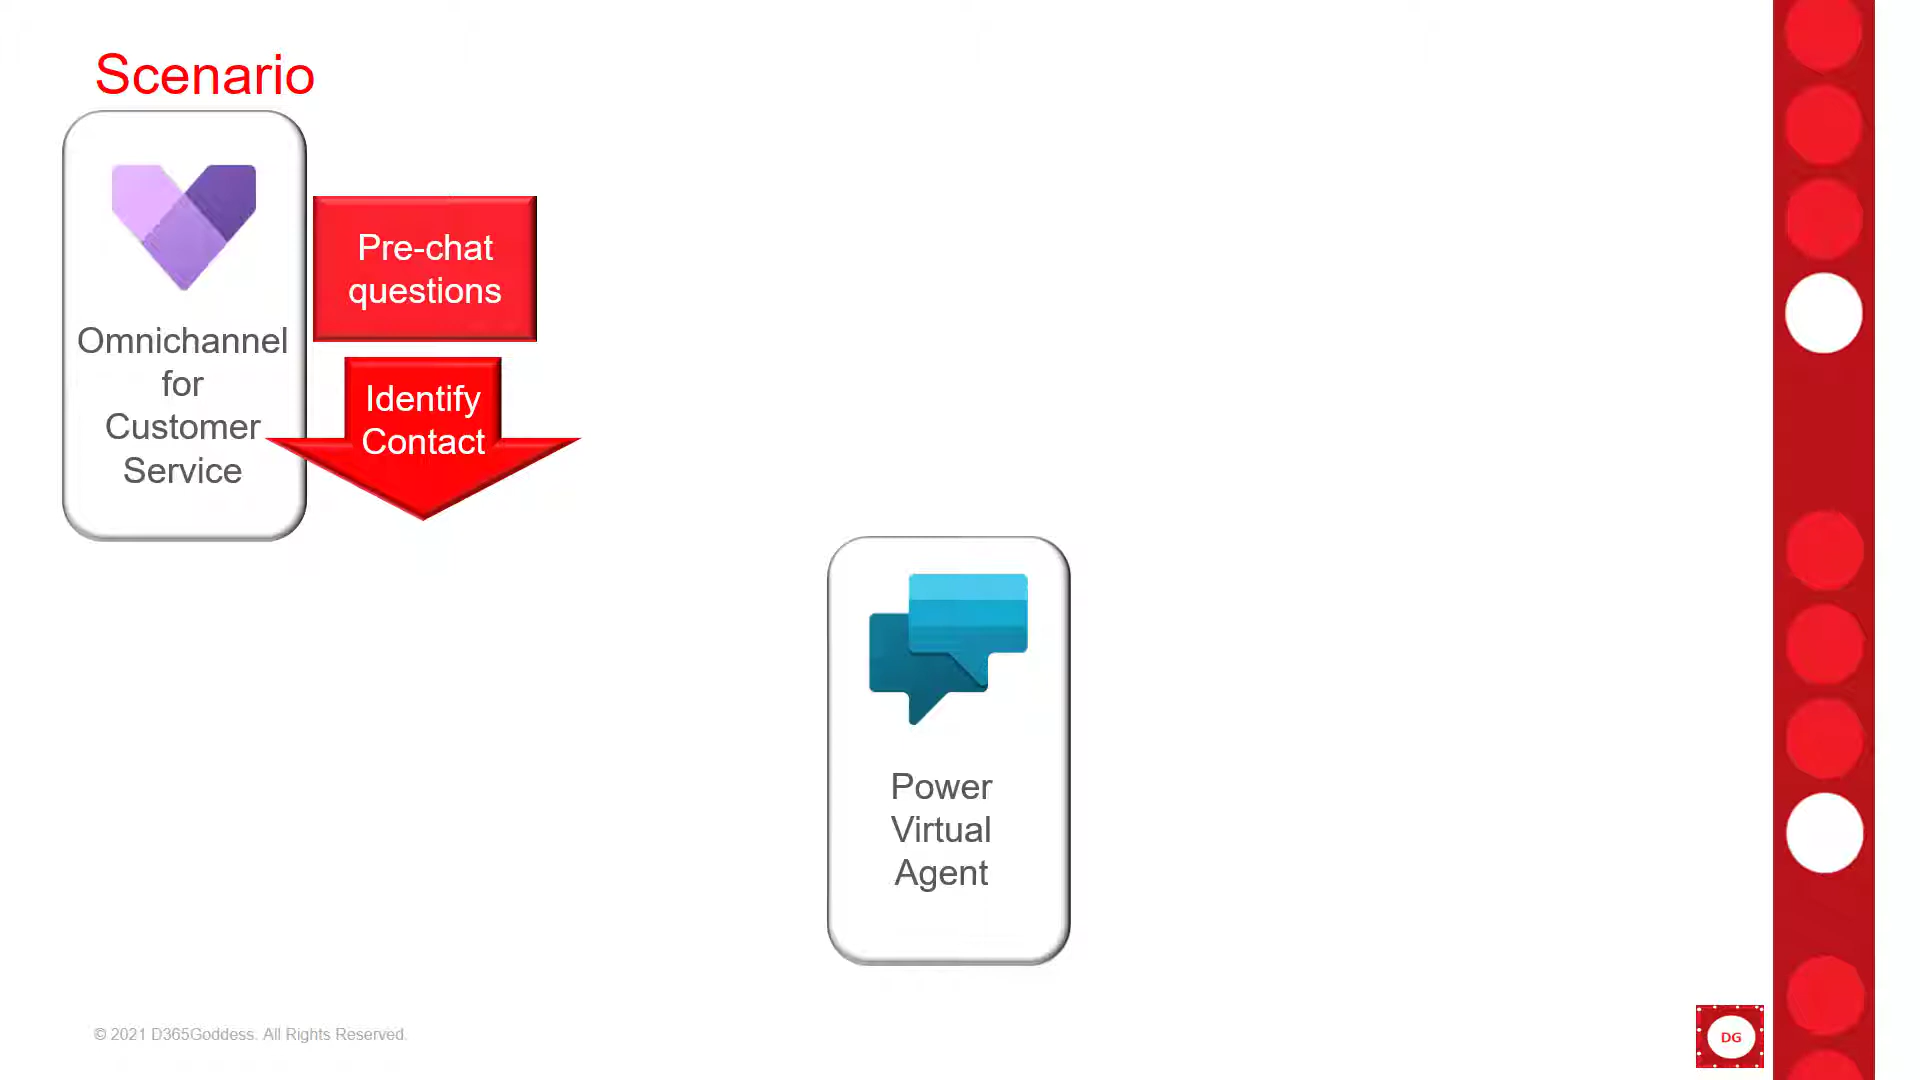 Scenario
Omnichannel
for
Customer
Service
Pre-chat
questions
Identify
Contact
Power
Virtual
Agent
© 2021 D365Goddess. All Rights Reserved.
DG